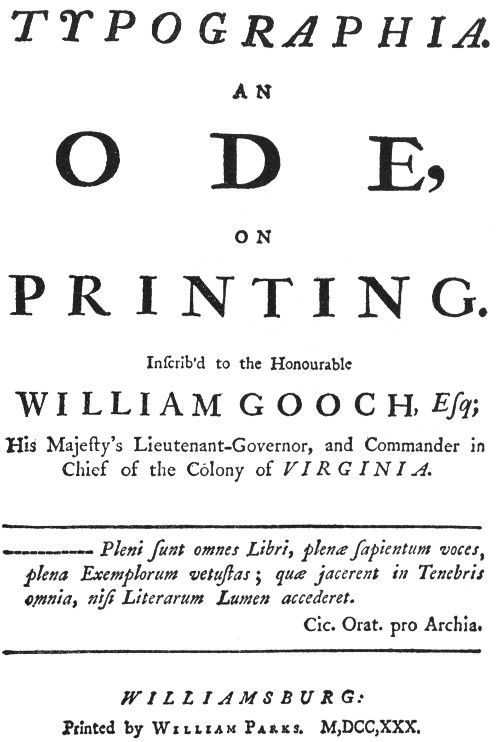 TYPOGRAPHIA.
AN
ODE,
ON
PRINTING.
Inſcrib'd to the Honourable
WILLIAM GOOCH, Eſq;
His Majeſty's Lieutenant-Governor, and Commander in
Chief of the Colony of VIRGINIA.
———— Pleni ſunt omnes Libri, plenæ ſapientum voces,
plena Exemplorum vetuſtas; quæ jacerent in Tenebris
omnia, niſi Literarum Lumen accederet.
Cic. Orat. pro Archia.
WILLIAMSBURG:
Printed by WILLIAM PARKS. M,DCC,XXX.